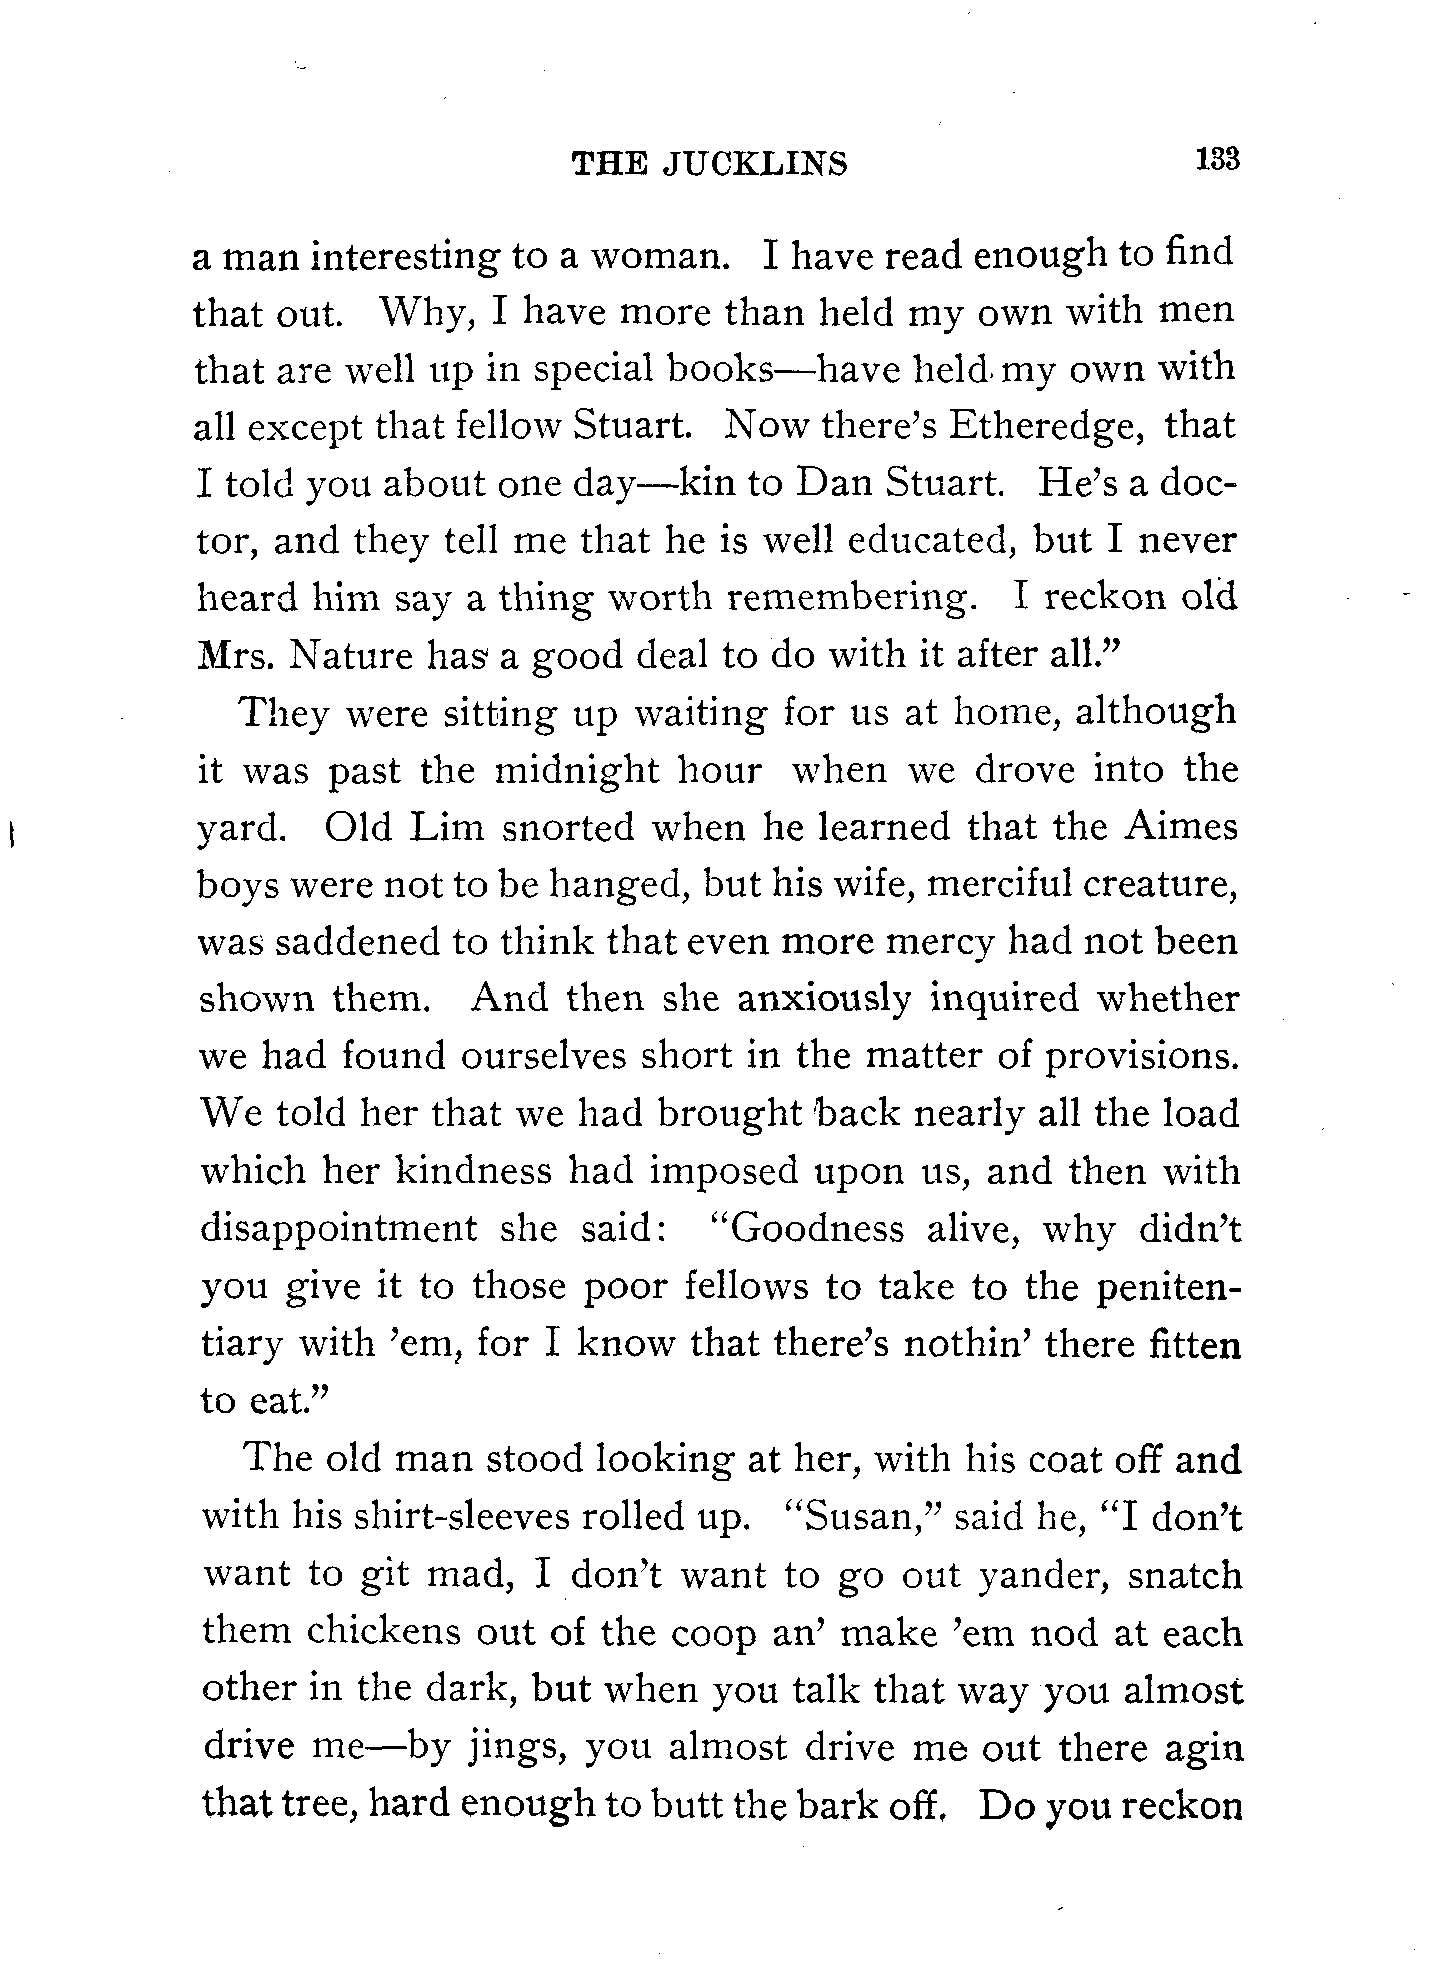 THE JUCKLINS 133
a man interesting to a woman. I have read enough to find
that out. Why, I have more than held my own with men
that are well up in special books—have held my own with
all except that fellow Stuart. Now there's Etheredge, that
I told you about one day—kin to Dan Stuart. He's a doc-
tor, and they tell me that he is well educated, but I never
heard him say a thing worth remembering. I reckon old
Mrs. Nature has a good deal to do with it after all.”
They were sitting up waiting for us at home, although
it was past the midnight hour when we drove into the
yard. Old Lim snorted when he learned that the Aimes
boys were not to be hanged, but his wife, merciful creature,
was saddened to think that even more mercy had not been
shown them. And then she anxiously inquired whether
we had found ourselves short in the matter of provisions.
We told her that we had brought back nearly all the load
which her kindness had imposed upon us, and then with
disappointment she said: “Goodness alive, why didn't
you give it to those poor fellows to take to the peniten-
tiary with ’em, for I know that there's nothin’ there fitten
to eat.”
The old man stood looking at her, with his coat off and
with his shirt-sleeves rolled up. “Susan,” said he, “I don't
want to git mad, I don't want to go out yander, snatch
them chickens out of the coop an’ make ’em nod at each
other in the dark, but when you talk that way you almost
drive me—by jings, you almost drive me out there agin
that tree, hard enough to butt the bark off. Do you reckon